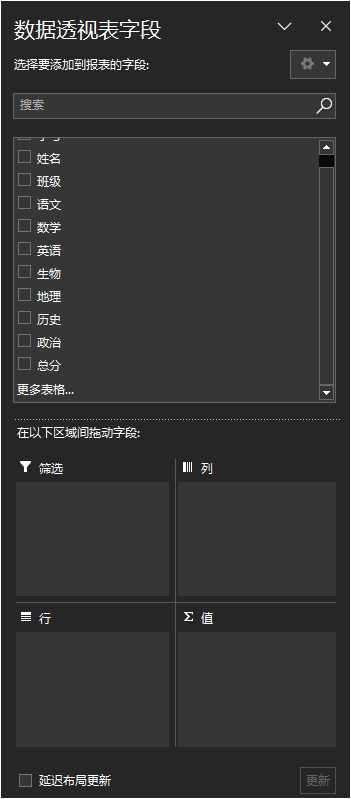 数据透视表字段
选择要添加到报表的字段:
搜索
姓名
班级
语文
数学
英语
生物
地理
历史
政治
总分
更多表格...
在以下区域间拖动字段:
筛选
列
行
Σ 值
延迟布局更新
更新